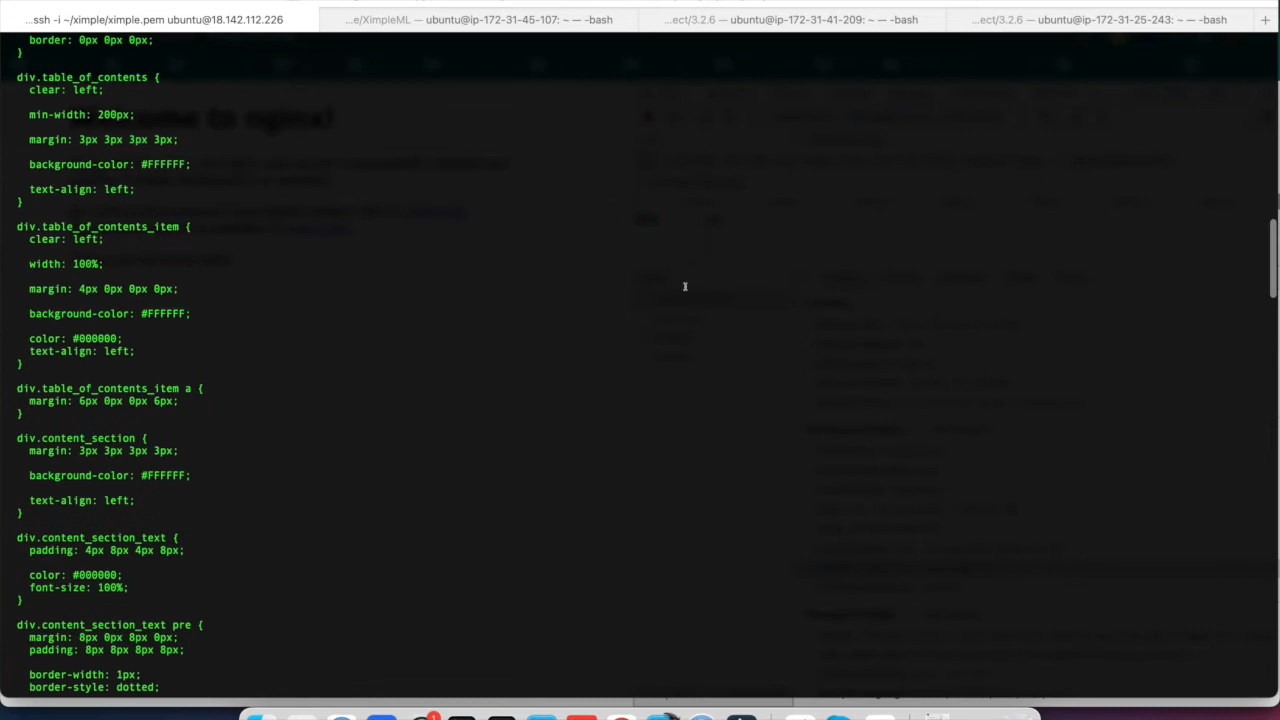 ...ssh -i ~/ximple/ximple.pem ubuntu@18.142.112.226
...e/XimpleML — ubuntu@ip-172-31-45-107: ~ — -bash
...ect/3.2.6 — ubuntu@ip-172-31-41-209: ~ — -bash
...ect/3.2.6 — ubuntu@ip-172-31-25-243: ~ — -bash
+
border: 0px 0px 0px;
}
div.table_of_contents {
clear: left;
min-width: 200px;
margin: 3px 3px 3px 3px;
background-color: #FFFFFF;
text-align: left;
}
div.table_of_contents_item {
clear: left;
width: 100%;
margin: 4px 0px 0px 0px;
background-color: #FFFFFF;
color: #000000;
text-align: left;
}
div.table_of_contents_item a {
margin: 6px 0px 0px 6px;
}
div.content_section {
margin: 3px 3px 3px 3px;
background-color: #FFFFFF;
text-align: left;
}
div.content_section_text {
padding: 4px 8px 4px 8px;
color: #000000;
font-size: 100%;
}
div.content_section_text pre {
margin: 8px 0px 8px 0px;
padding: 8px 8px 8px 8px;
border-width: 1px;
border-style: dotted;